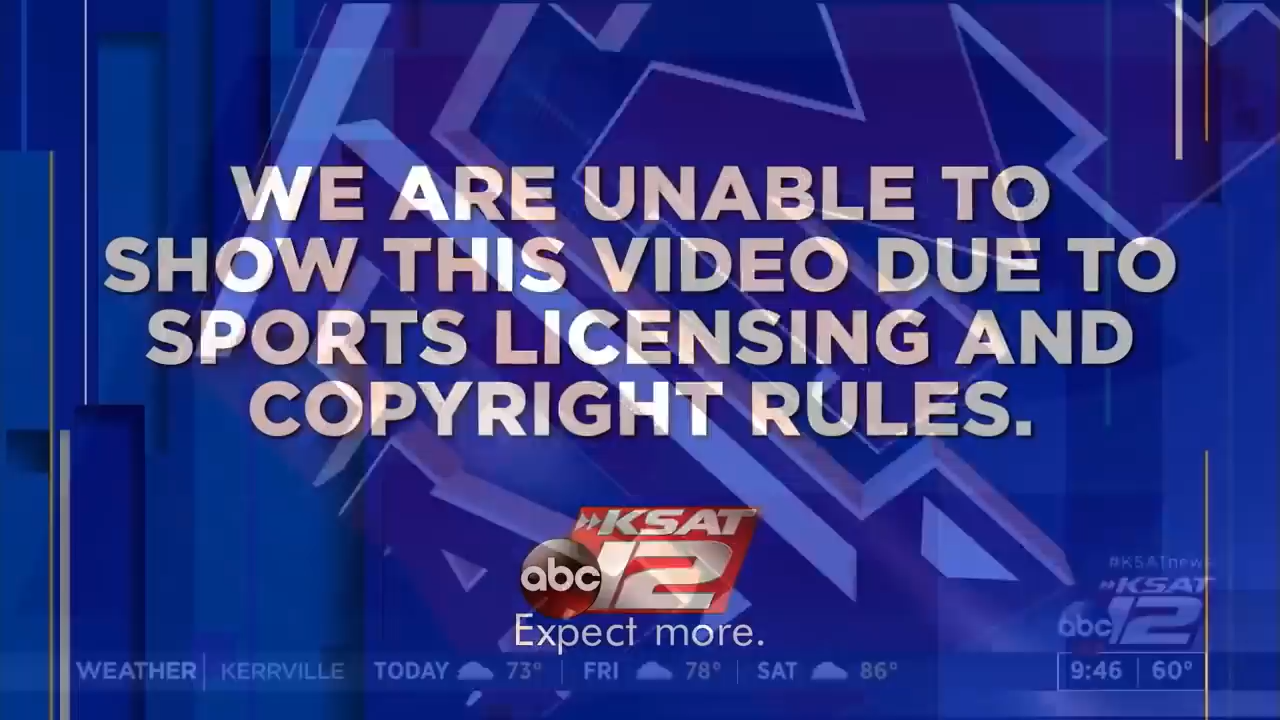 WE ARE UNABLE TO
SHOW THIS VIDEO DUE TO
SPORTS LICENSING AND
COPYRIGHT RULES.
KSAT
abc 12
Expect more.
#KSATnews
KSAT
abc 12
WEATHER KERRVILLE TODAY 73° FRI 78° SAT 86° 9:46 60°